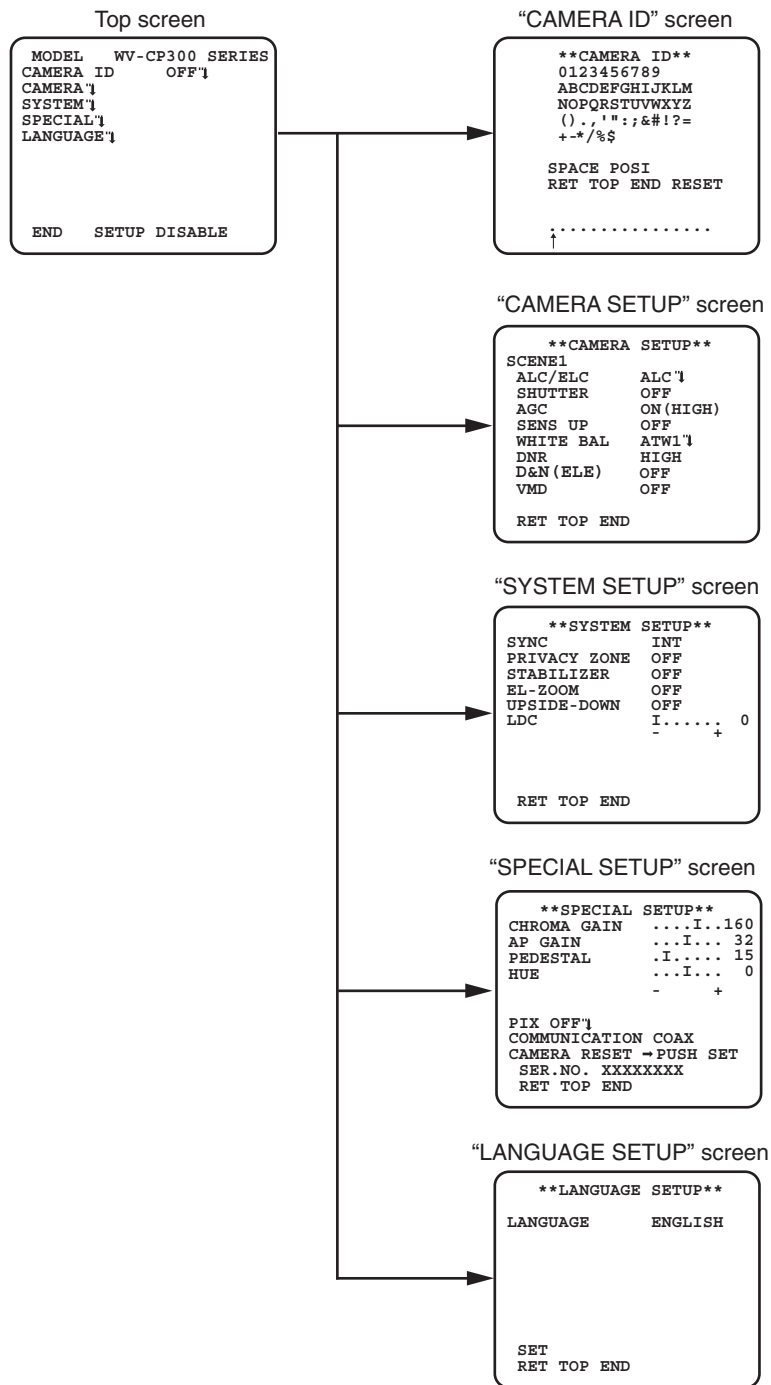 Top screen
MODEL WV-CP300 SERIES
CAMERA ID OFF
CAMERA
SYSTEM
SPECIAL
LANGUAGE
END SETUP DISABLE
“CAMERA ID” screen
**CAMERA ID**
0123456789
ABCDEFGHIJKLM
NOPQRSTUVWXYZ
().,'":;&#!?=
+-*/%$
SPACE POSI
RET TOP END RESET
................
↑
“CAMERA SETUP” screen
**CAMERA SETUP**
SCENE1
ALC/ELC ALC
SHUTTER OFF
AGC ON(HIGH)
SENS UP OFF
WHITE BAL ATW1
DNR HIGH
D&N(ELE) OFF
VMD OFF
RET TOP END
“SYSTEM SETUP” screen
**SYSTEM SETUP**
SYNC INT
PRIVACY ZONE OFF
STABILIZER OFF
EL-ZOOM OFF
UPSIDE-DOWN OFF
LDC I...... 0
- +
RET TOP END
“SPECIAL SETUP” screen
**SPECIAL SETUP**
CHROMA GAIN ....I..160
AP GAIN ...I... 32
PEDESTAL .I..... 15
HUE ...I... 0
- +
PIX OFF
COMMUNICATION COAX
CAMERA RESET →PUSH SET
SER.NO. XXXXXXXX
RET TOP END
“LANGUAGE SETUP” screen
**LANGUAGE SETUP**
LANGUAGE ENGLISH
SET
RET TOP END